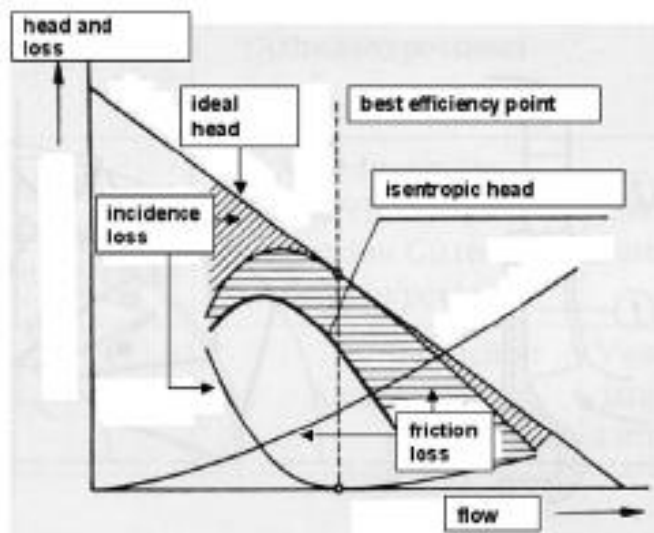 head and
loss
ideal
head
best efficiency point
isentropic head
incidence
loss
friction
loss
flow